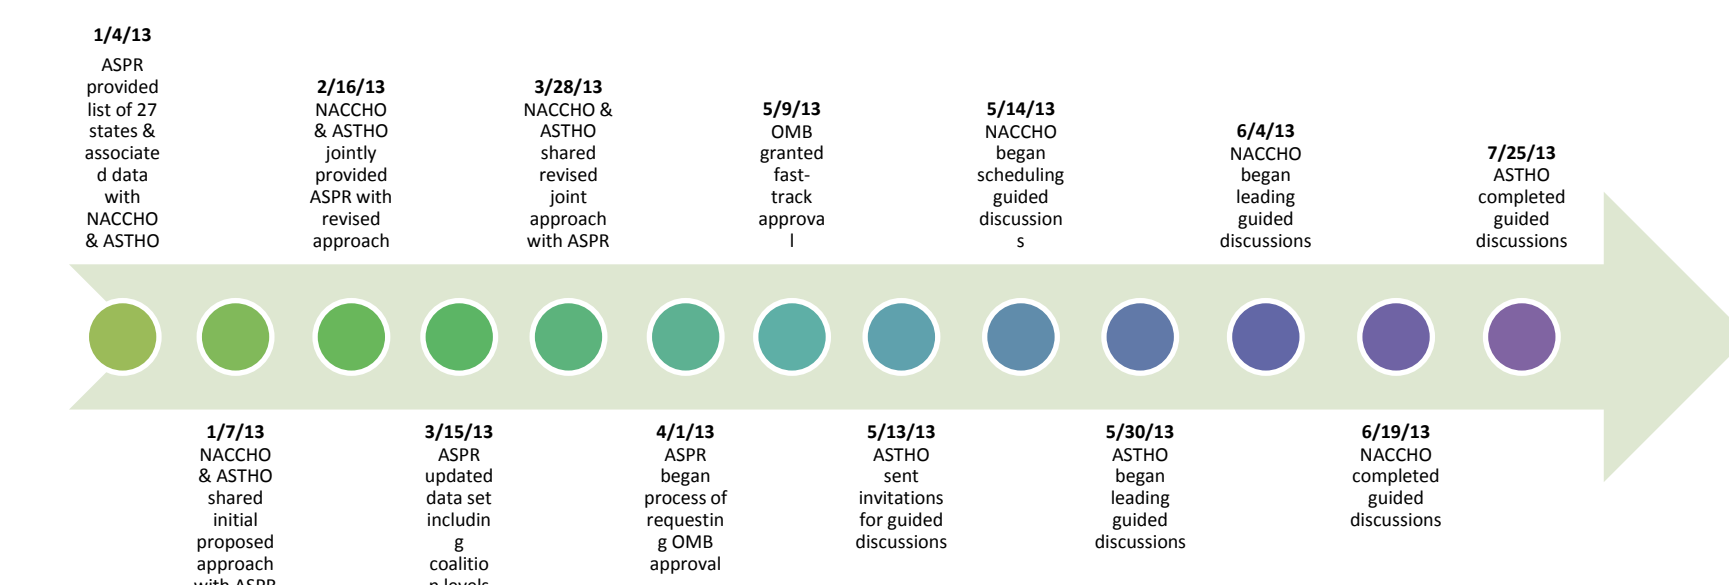 1/4/13
ASPR
provided
list of 27
states &
associate
d data
with
NACCHO
& ASTHO
2/16/13
NACCHO
& ASTHO
jointly
provided
ASPR with
revised
approach
3/28/13
NACCHO &
ASTHO
shared
revised
joint
approach
with ASPR
5/9/13
OMB
granted
fast-
track
approva
l
5/14/13
NACCHO
began
scheduling
guided
discussion
s
6/4/13
NACCHO
began
leading
guided
discussions
7/25/13
ASTHO
completed
guided
discussions
1/7/13
NACCHO
& ASTHO
shared
initial
proposed
approach
with ASPR
3/15/13
ASPR
updated
data set
includin
g
coalitio
n levels
4/1/13
ASPR
began
process of
requestin
g OMB
approval
5/13/13
ASTHO
sent
invitations
for guided
discussions
5/30/13
ASTHO
began
leading
guided
discussions
6/19/13
NACCHO
completed
guided
discussions